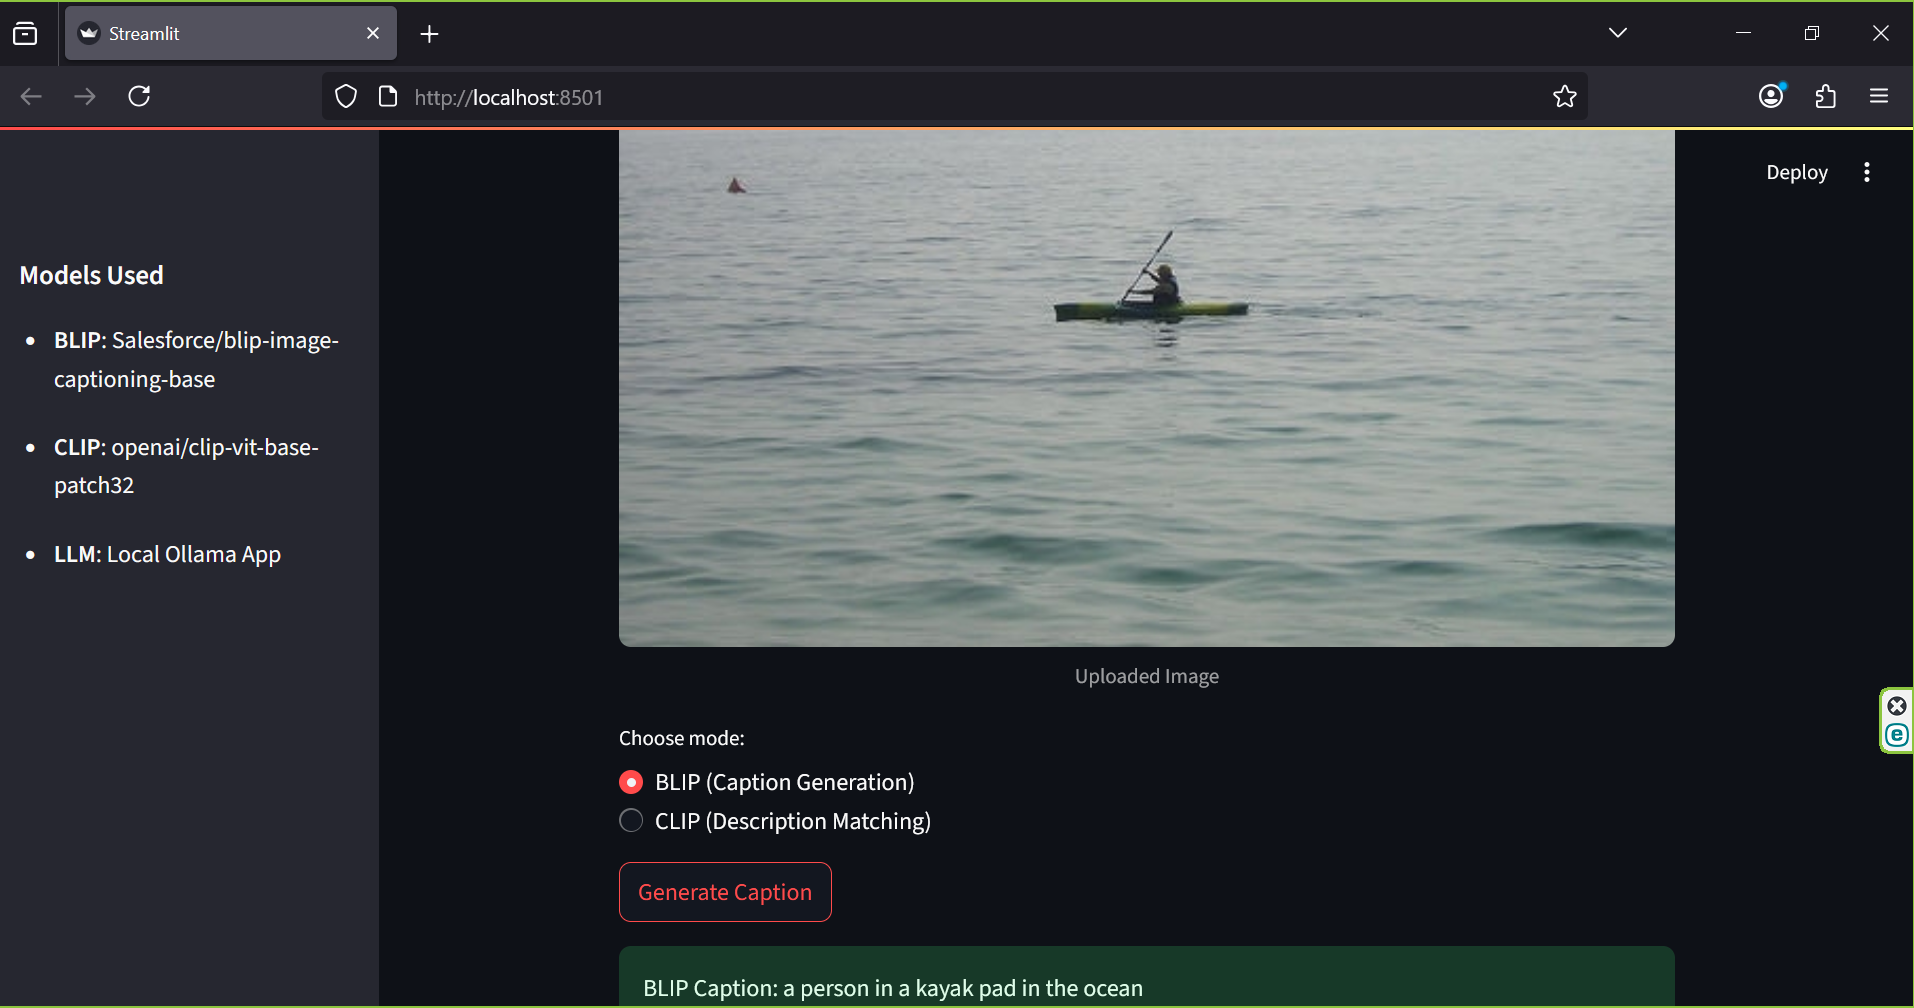 Streamlit
http://localhost:8501
Deploy
Models Used
BLIP: Salesforce/blip-image-
captioning-base
CLIP: openai/clip-vit-base-
patch32
LLM: Local Ollama App
Uploaded Image
Choose mode:
BLIP (Caption Generation)
CLIP (Description Matching)
Generate Caption
BLIP Caption: a person in a kayak pad in the ocean
e